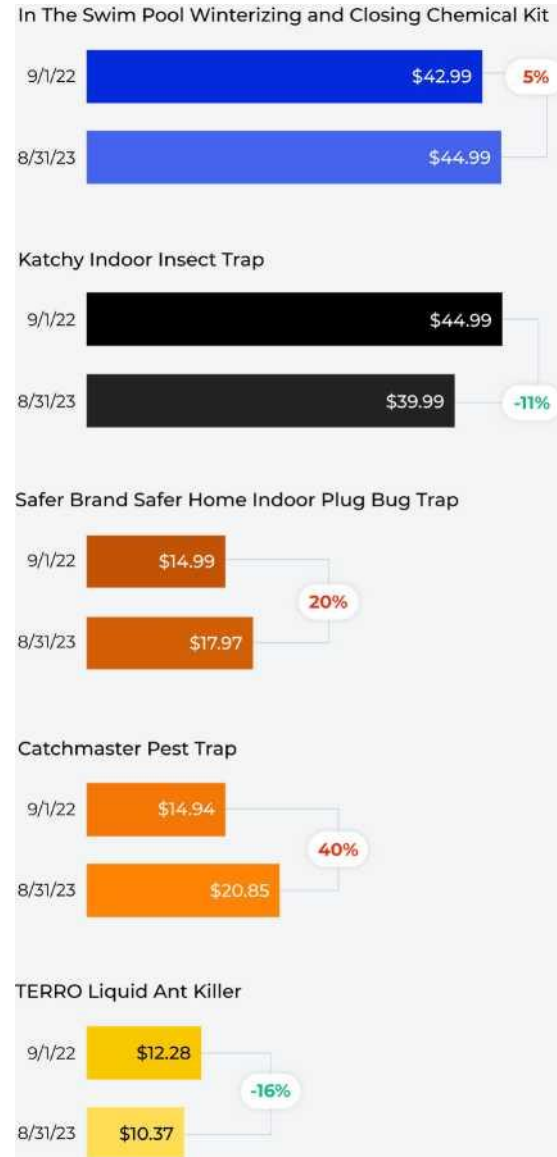 In The Swim Pool Winterizing and Closing Chemical Kit
9/1/22 $42.99
5%
8/31/23 $44.99
Katchy Indoor Insect Trap
9/1/22 $44.99
8/31/23 $39.99 -11%
Safer Brand Safer Home Indoor Plug Bug Trap
9/1/22 $14.99
20%
8/31/23 $17.97
Catchmaster Pest Trap
9/1/22 $14.94
40%
8/31/23 $20.85
TERRO Liquid Ant Killer
9/1/22 $12.28
-16%
8/31/23 $10.37